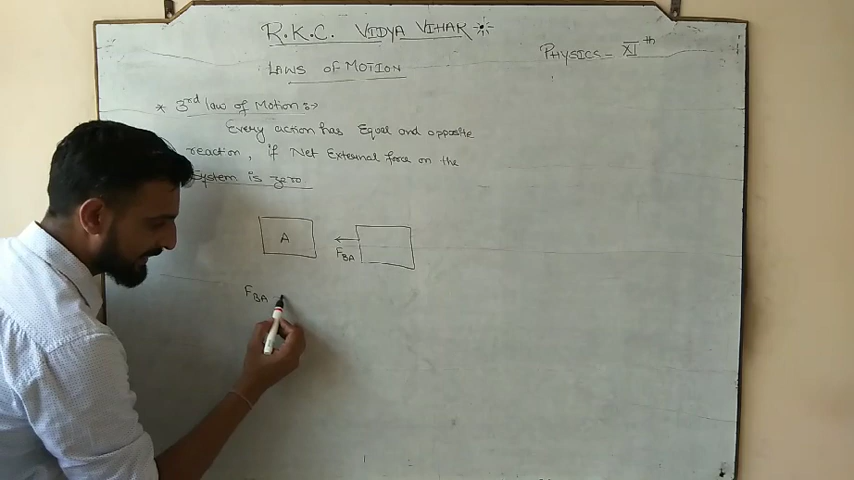 R.K.C. VIDYA VIHAR
PHYSICS - XIth
LAWS OF MOTION
* 3rd law of Motion :->
Every action has Equal and opposite
reaction, if Net External force on the
System is zero
A
FBA
FBA